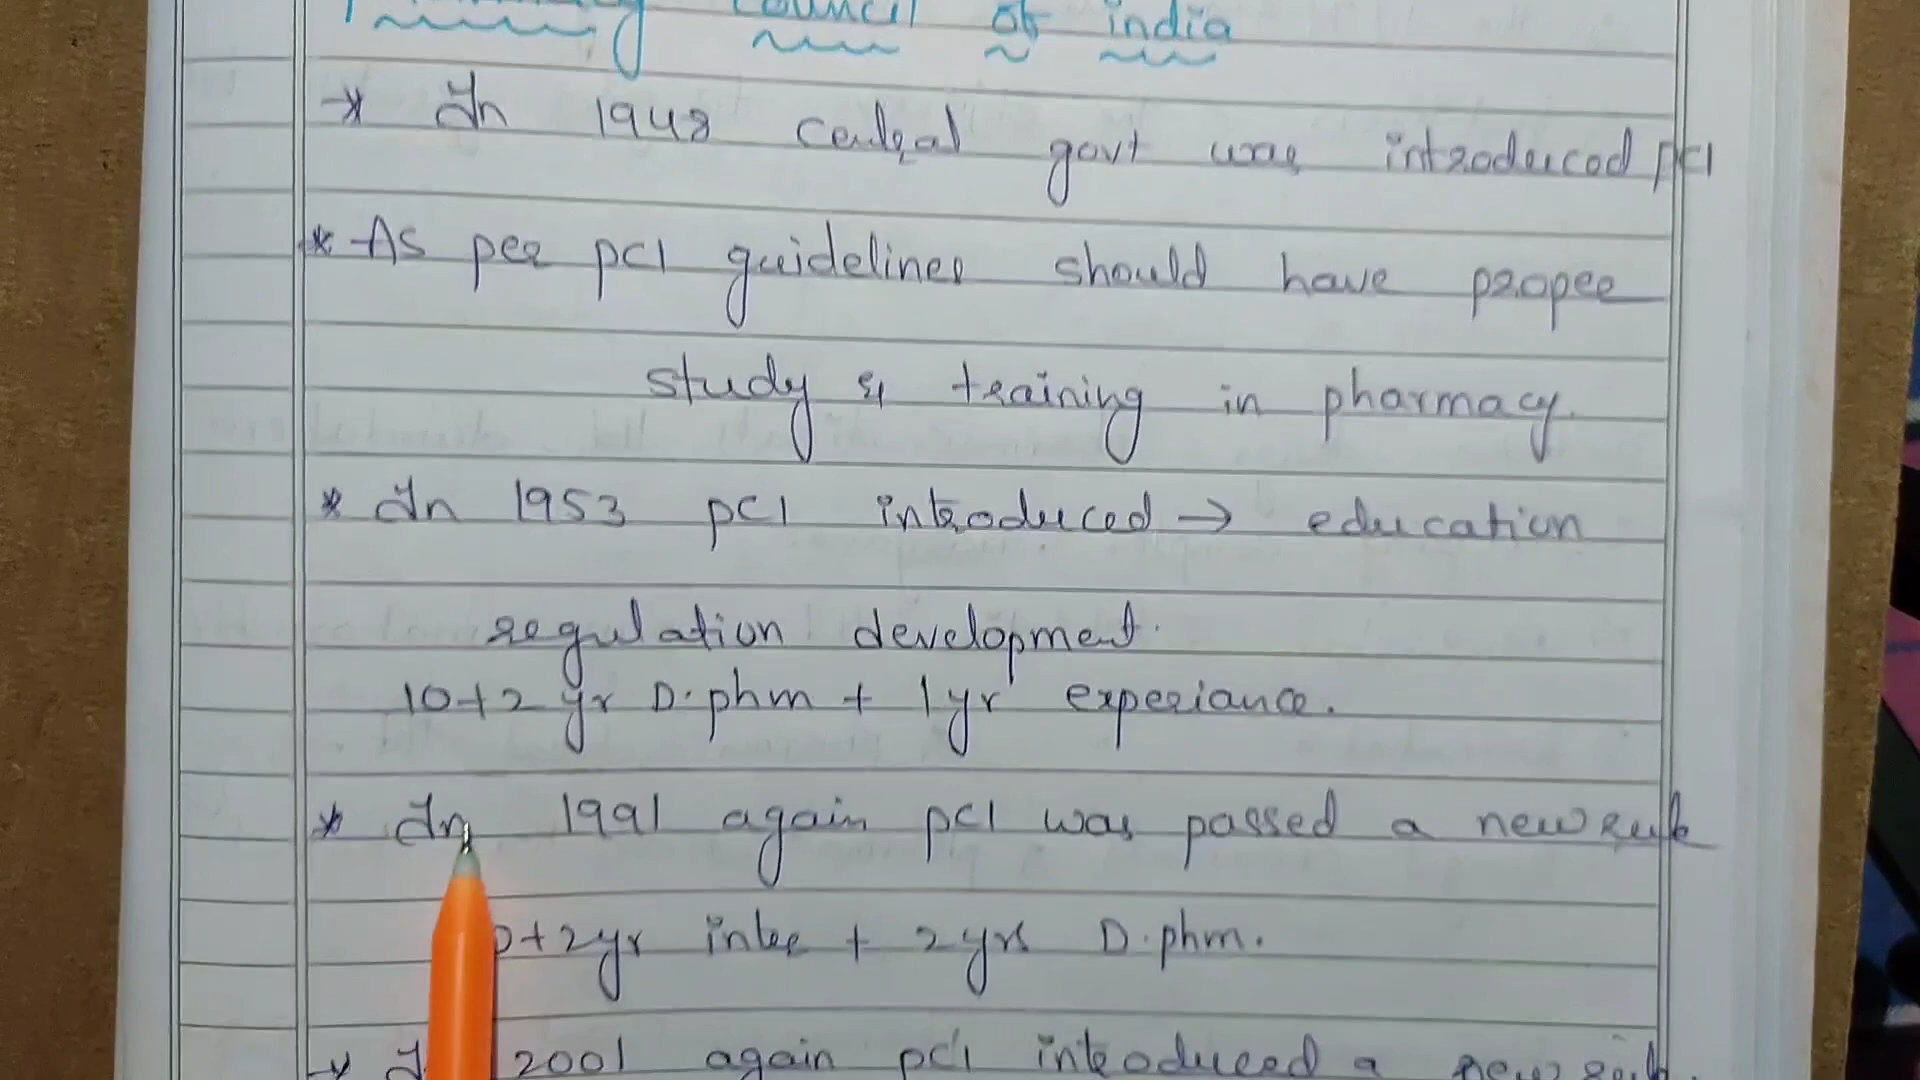 council of india
→* In 1948 central govt was introduced pcI
* As per pcI guidelines should have proper
study & training in pharmacy.
* In 1953 pcI introduced → education
regulation development.
10+2 yr D.phm + 1yr experiance.
* In 1991 again pcI was passed a new rule
+2yr inter + 2yrs D.phm.
2001 again pcI introduced a new rule.